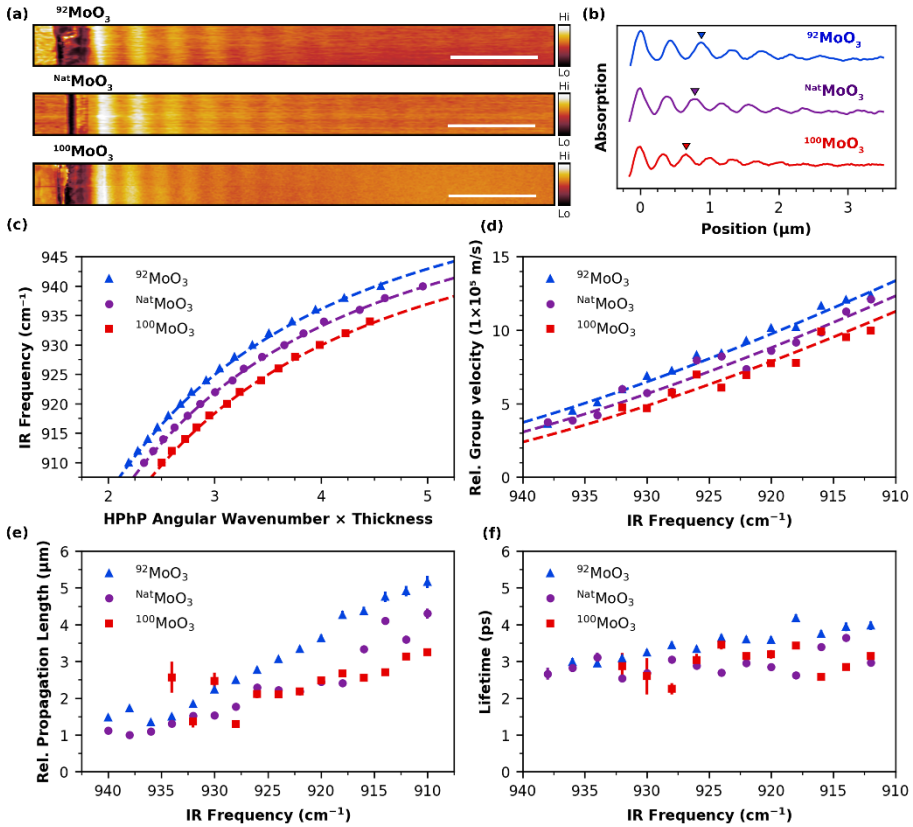 (a)
⁹²MoO₃
Hi
Lo
ᴺᵃᵗMoO₃
Hi
Lo
¹⁰⁰MoO₃
Hi
Lo
(b)
Absorption
⁹²MoO₃
ᴺᵃᵗMoO₃
¹⁰⁰MoO₃
0 1 2 3
Position (µm)
(c)
IR Frequency (cm⁻¹)
945
940
935
930
925
920
915
910
⁹²MoO₃
ᴺᵃᵗMoO₃
¹⁰⁰MoO₃
2 3 4 5
HPhP Angular Wavenumber × Thickness
(d)
Rel. Group velocity (1×10⁵ m/s)
15
10
5
0
⁹²MoO₃
ᴺᵃᵗMoO₃
¹⁰⁰MoO₃
940 935 930 925 920 915 910
IR Frequency (cm⁻¹)
(e)
Rel. Propagation Length (µm)
6
5
4
3
2
1
0
⁹²MoO₃
ᴺᵃᵗMoO₃
¹⁰⁰MoO₃
940 935 930 925 920 915 910
IR Frequency (cm⁻¹)
(f)
Lifetime (ps)
6
5
4
3
2
1
0
⁹²MoO₃
ᴺᵃᵗMoO₃
¹⁰⁰MoO₃
940 935 930 925 920 915 910
IR Frequency (cm⁻¹)